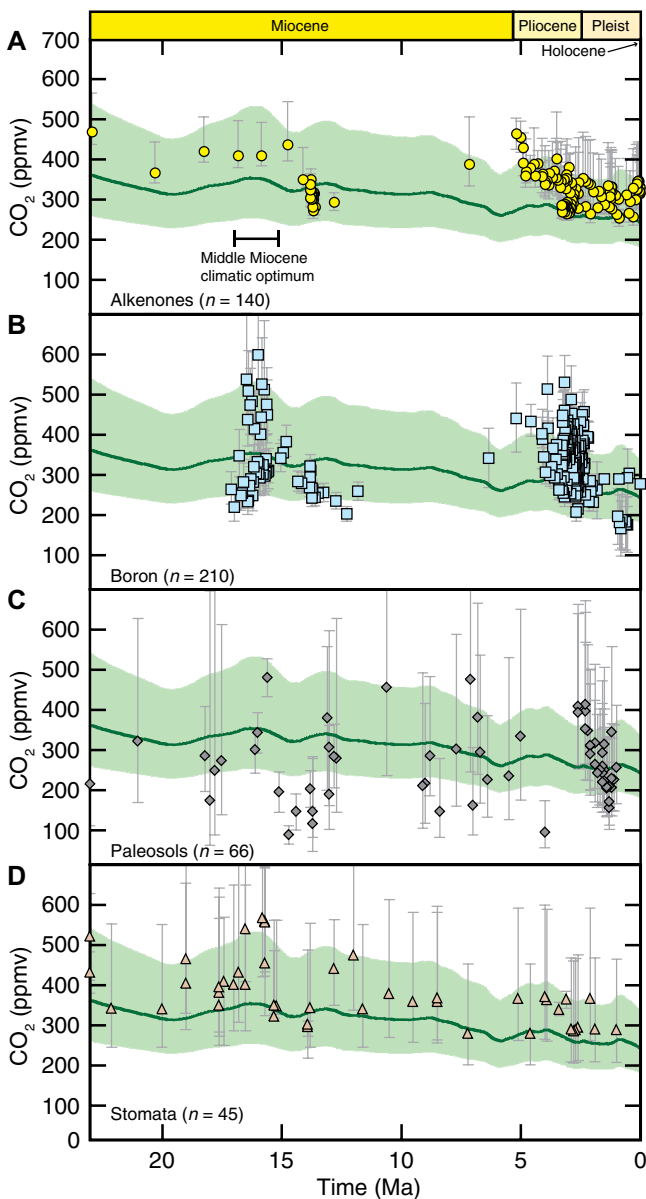 Miocene
Pliocene
Pleist
Holocene
A
700
600
500
400
300
200
100
CO2 (ppmv)
Middle Miocene
climatic optimum
Alkenones (n = 140)
B
600
500
400
300
200
100
CO2 (ppmv)
Boron (n = 210)
C
600
500
400
300
200
100
CO2 (ppmv)
Paleosols (n = 66)
D
600
500
400
300
200
100
0
CO2 (ppmv)
Stomata (n = 45)
20 15 10 5 0
Time (Ma)